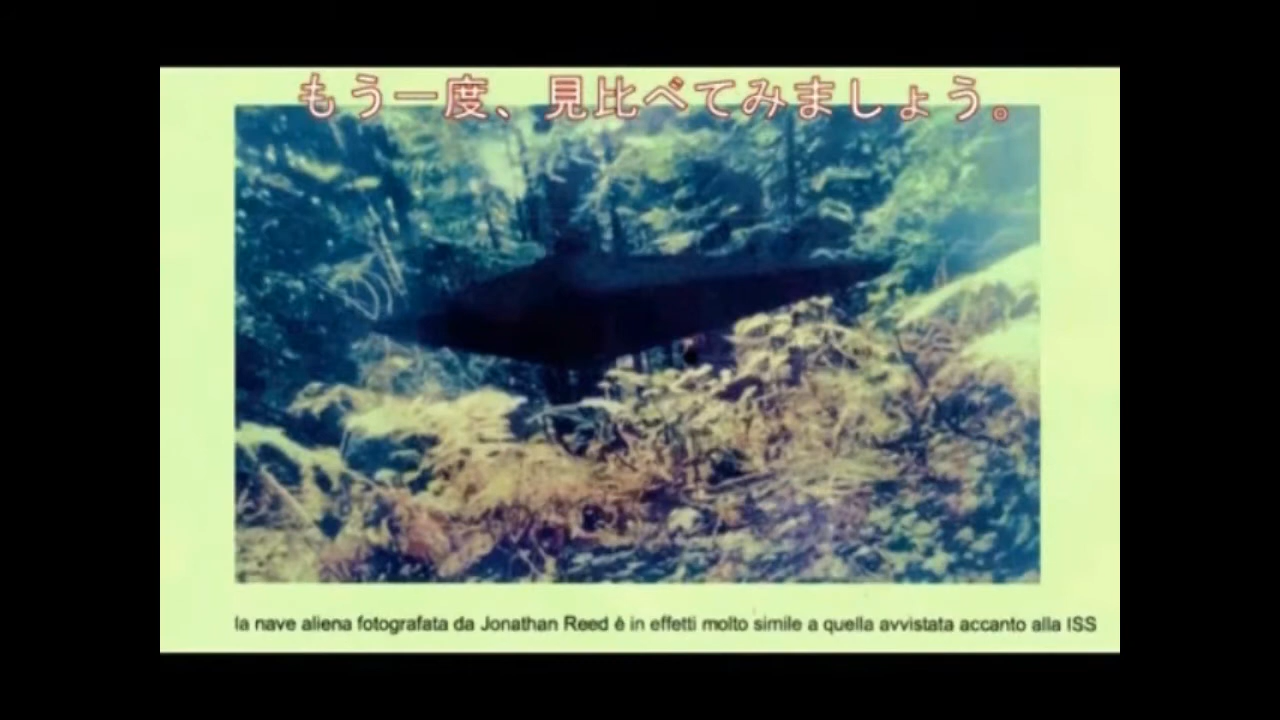 もう一度、見比べてみましょう。
la nave aliena fotografata da Jonathan Reed è in effetti molto simile a quella avvistata accanto alla ISS